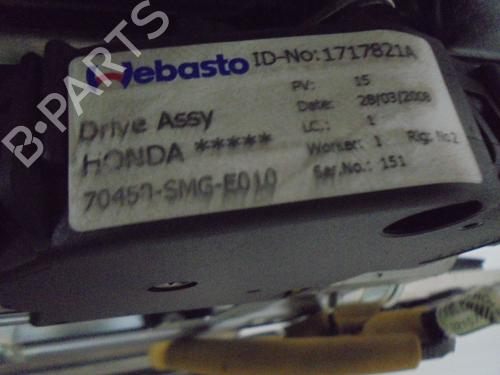 Webasto ID-No:1717821A
PV: 15
Drive Assy Date: 28/03/2008
HONDA ***** LC.: 1
Worker: 1 Rig: No2
70450-SMG-E010 Ser.No.: 151
B-PARTS